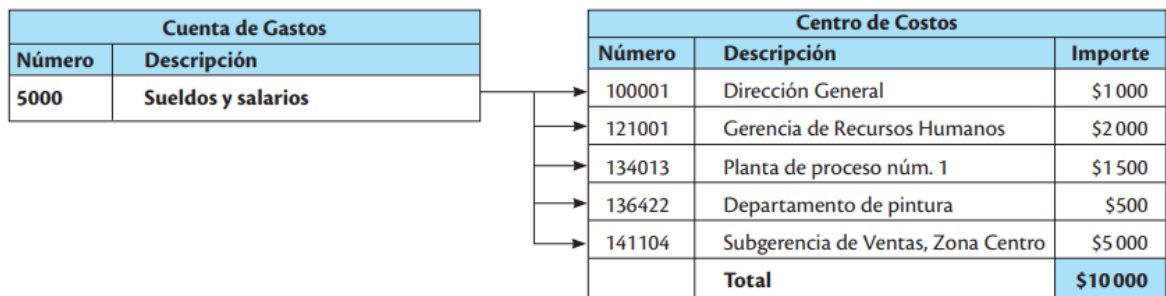 Cuenta de Gastos
Número Descripción
5000 Sueldos y salarios
Centro de Costos
Número Descripción Importe
100001 Dirección General $1 000
121001 Gerencia de Recursos Humanos $2 000
134013 Planta de proceso núm. 1 $1 500
136422 Departamento de pintura $500
141104 Subgerencia de Ventas, Zona Centro $5 000
Total $10 000